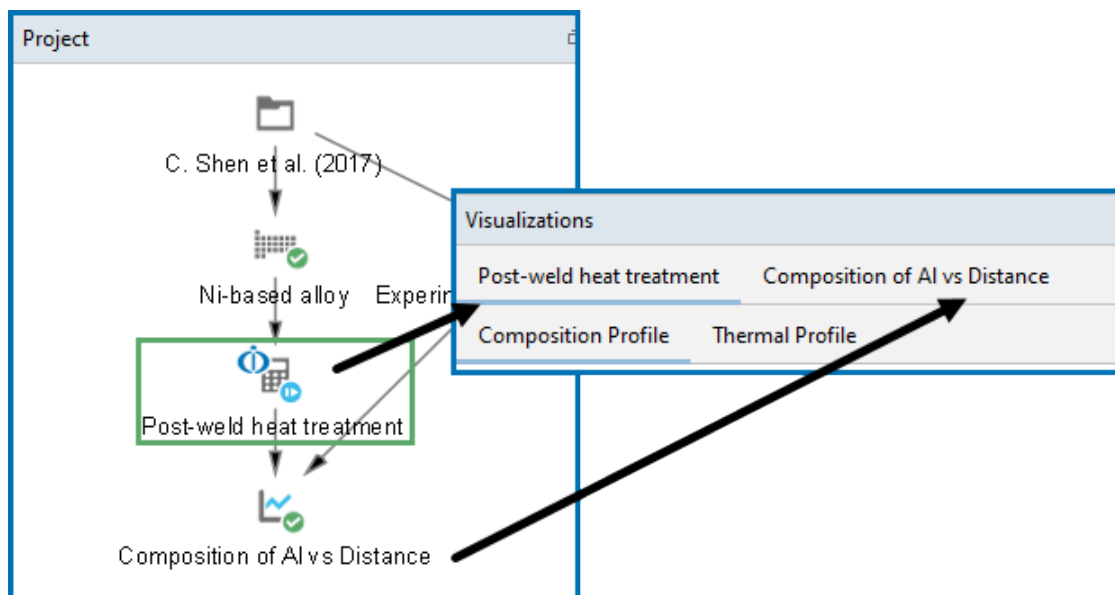 Project
C. Shen et al. (2017)
Ni-based alloy Experin
Post-weld heat treatment
Composition of Al vs Distance
Visualizations
Post-weld heat treatment Composition of Al vs Distance
Composition Profile Thermal Profile